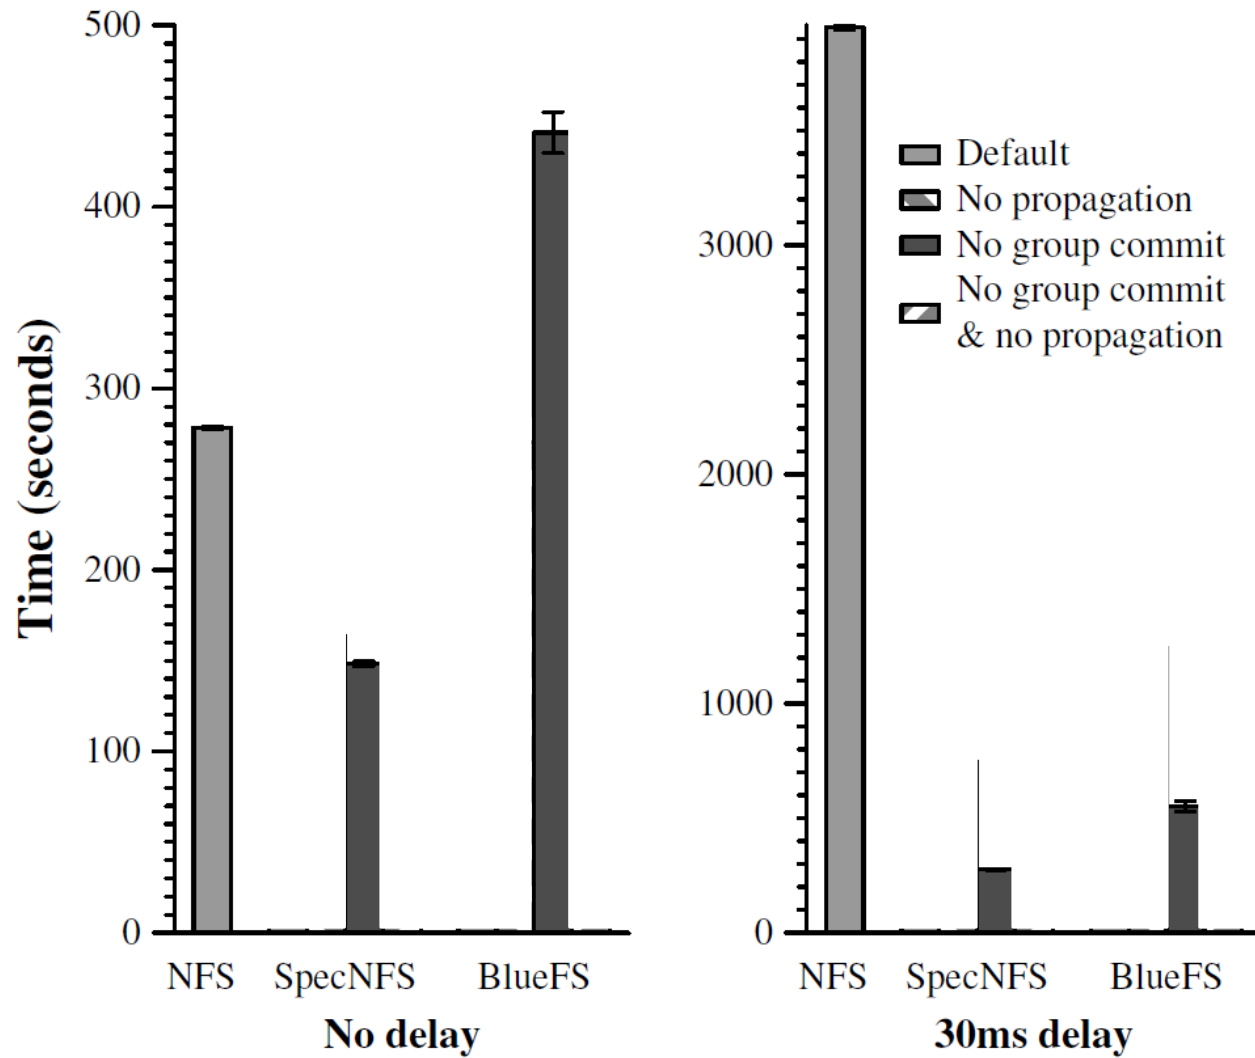 Time (seconds)
500
400
300
200
100
0
NFS
SpecNFS
BlueFS
No delay
3000
2000
1000
0
Default
No propagation
No group commit
No group commit
& no propagation
NFS
SpecNFS
BlueFS
30ms delay